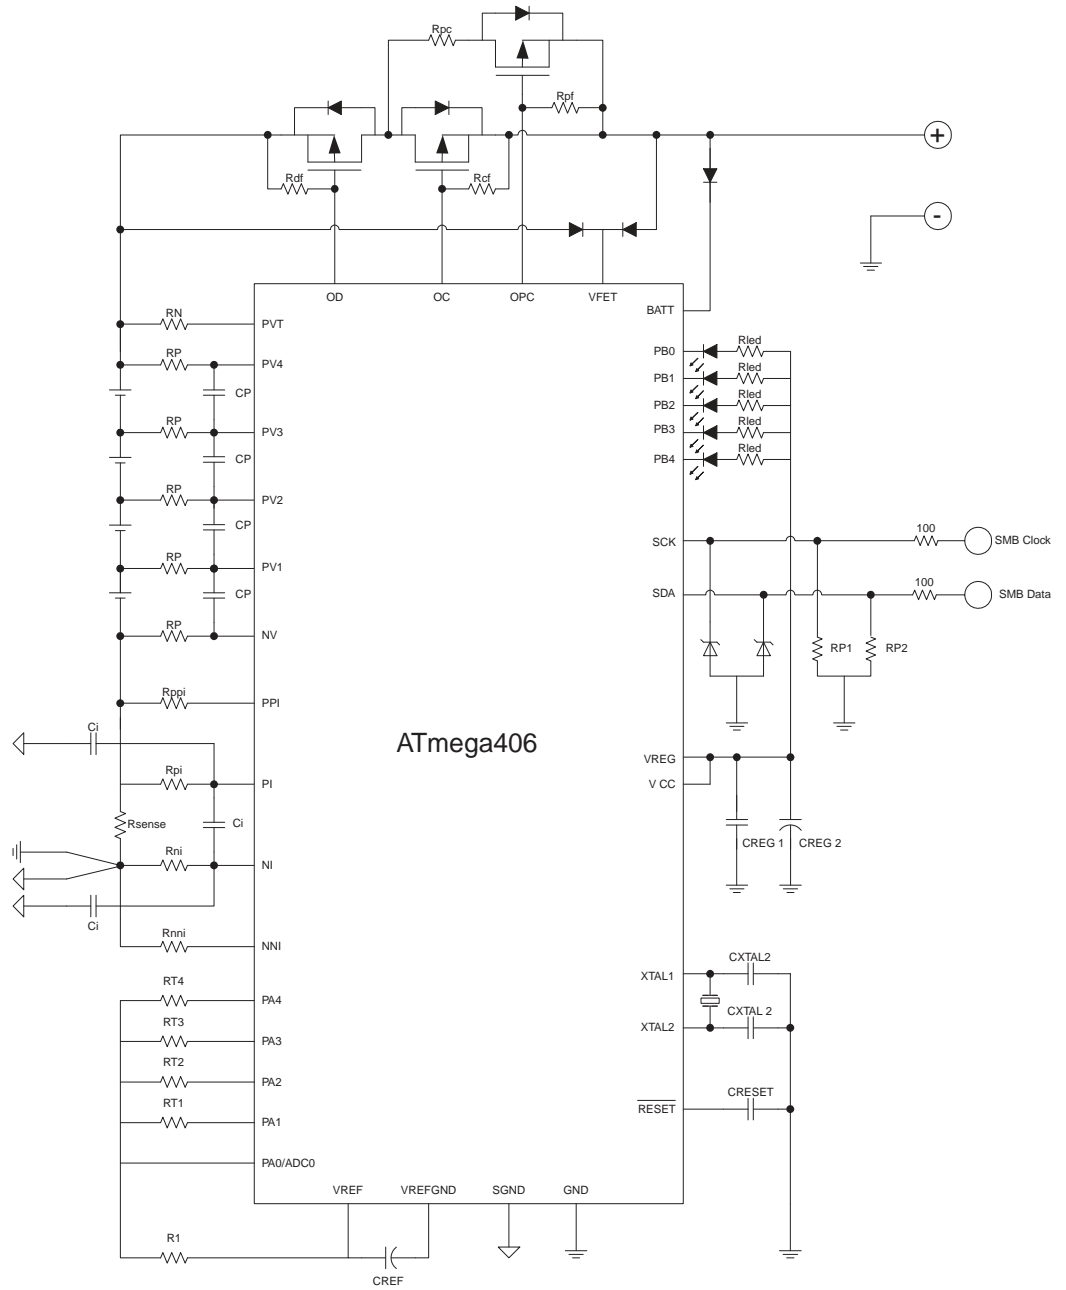 Rpc
Rpf
Rdf
Rcf
+
-
OD
OC
OPC
VFET
BATT
RN
PVT
RP
PV4
CP
RP
PV3
CP
RP
PV2
CP
RP
PV1
CP
RP
NV
Rppi
PPI
Ci
Rpi
PI
Rsense
Ci
Rni
NI
Ci
Rnni
NNI
RT4
PA4
RT3
PA3
RT2
PA2
RT1
PA1
PA0/ADC0
R1
VREF
VREFGND
SGND
GND
CREF
ATmega406
PB0
Rled
PB1
Rled
PB2
Rled
PB3
Rled
PB4
Rled
SCK
100
SMB Clock
SDA
100
SMB Data
RP1
RP2
VREG
V CC
CREG 1
CREG 2
XTAL1
CXTAL2
XTAL2
CXTAL 2
RESET
CRESET